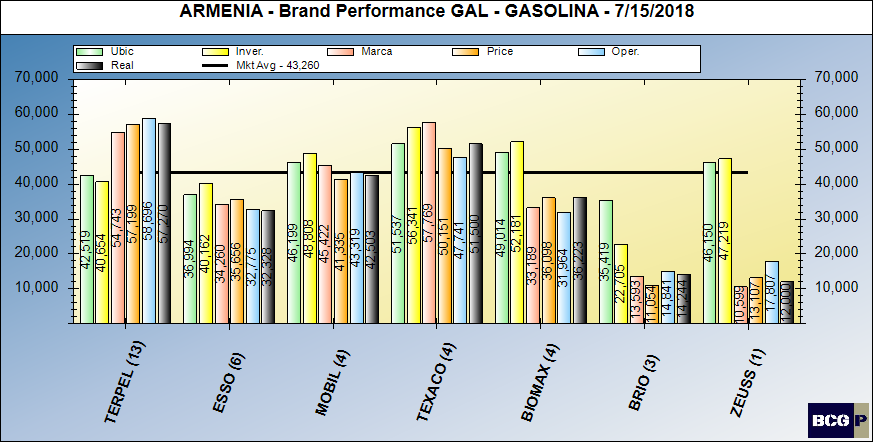 ARMENIA - Brand Performance GAL - GASOLINA - 7/15/2018
Ubic Inver. Marca Price Oper.
Real Mkt Avg - 43,260
70,000 70,000
60,000 60,000
50,000 50,000
40,000 40,000
30,000 30,000
20,000 20,000
10,000 10,000
42,519 40,654 54,743 57,199 58,696 57,270
36,994 40,162 34,260 35,656 32,775 32,328
46,199 48,808 45,422 41,335 43,319 42,503
51,537 56,341 57,769 50,151 47,741 51,500
49,014 52,181 33,189 36,098 31,964 36,223
35,419 22,705 13,593 11,054 14,841 14,244
46,150 47,219 10,599 13,107 17,807 12,000
TERPEL (13)
ESSO (6)
MOBIL (4)
TEXACO (4)
BIOMAX (4)
BRIO (3)
ZEUSS (1)
BCG P